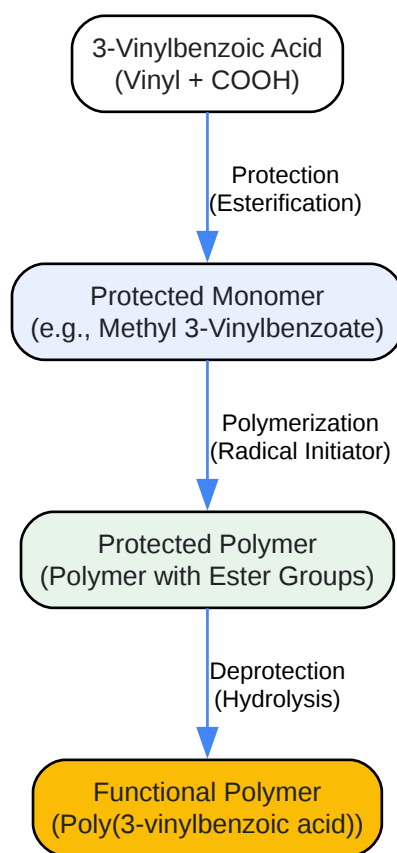 3-Vinylbenzoic Acid
(Vinyl + COOH)
Protection
(Esterification)
Protected Monomer
(e.g., Methyl 3-Vinylbenzoate)
Polymerization
(Radical Initiator)
Protected Polymer
(Polymer with Ester Groups)
Deprotection
(Hydrolysis)
Functional Polymer
(Poly(3-vinylbenzoic acid))